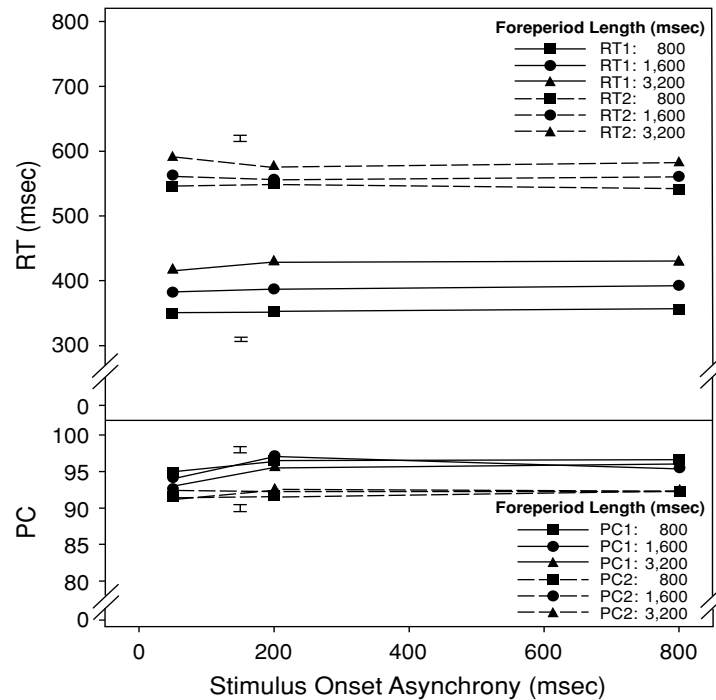 800
700
600
500
400
300
0
RT (msec)
Foreperiod Length (msec)
RT1: 800
RT1: 1,600
RT1: 3,200
RT2: 800
RT2: 1,600
RT2: 3,200
100
95
90
85
80
0
PC
Foreperiod Length (msec)
PC1: 800
PC1: 1,600
PC1: 3,200
PC2: 800
PC2: 1,600
PC2: 3,200
0 200 400 600 800
Stimulus Onset Asynchrony (msec)